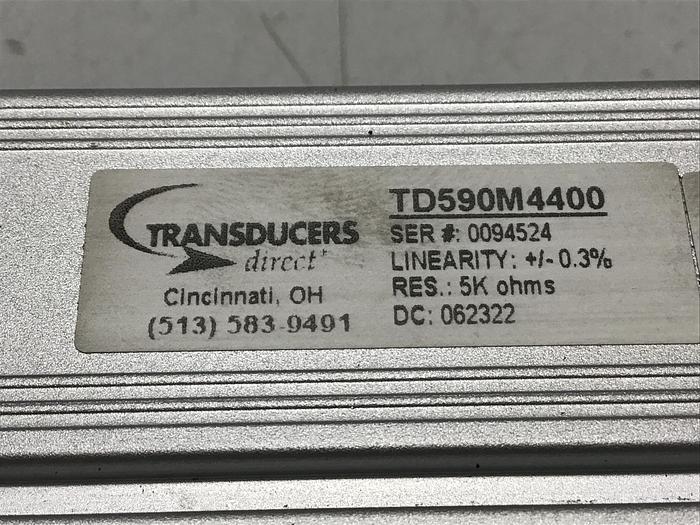 TRANSDUCERS
direct
Cincinnati, OH
(513) 583-9491
TD590M4400
SER #: 0094524
LINEARITY: +/- 0.3%
RES.: 5K ohms
DC: 062322